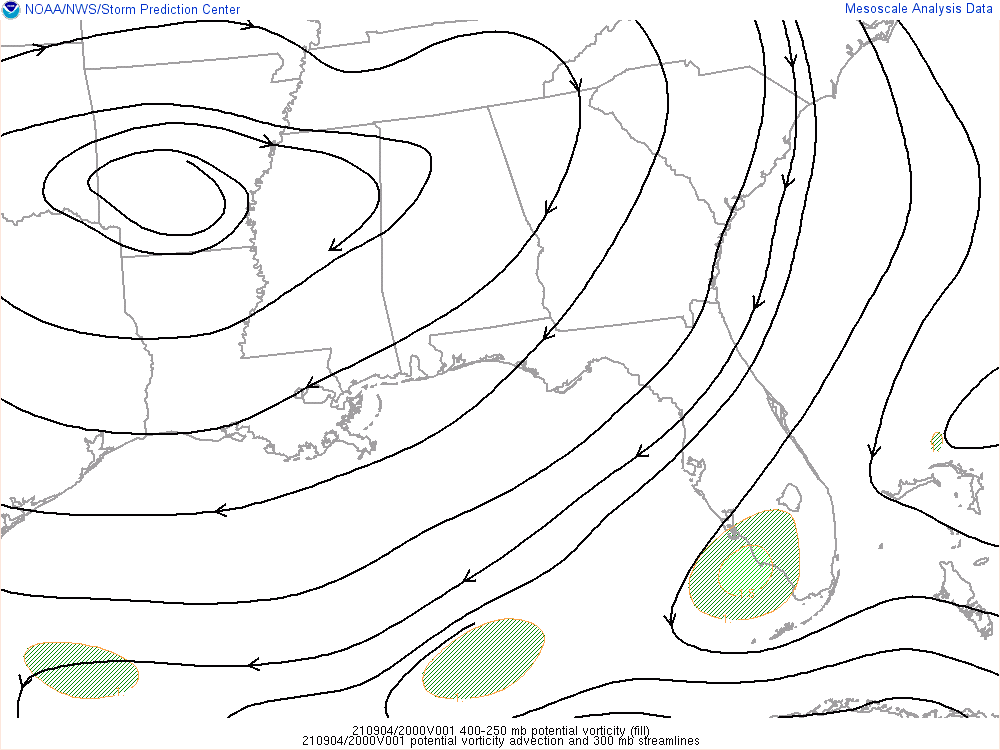 NOAA/NWS/Storm Prediction Center
Mesoscale Analysis Data
210904/2000V001 400-250 mb potential vorticity (fill)
210904/2000V001 potential vorticity advection and 300 mb streamlines